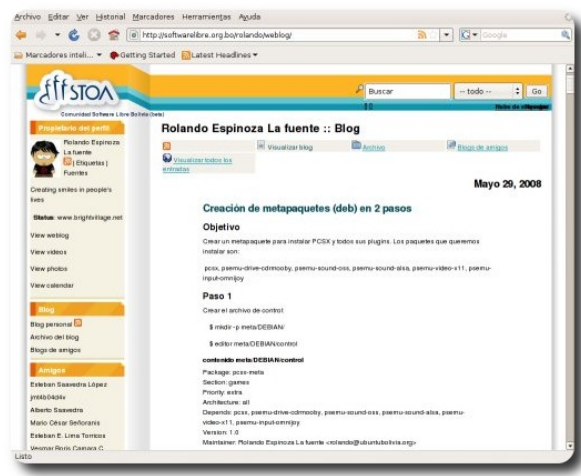 Archivo Editar Ver Historial Marcadores Herramientas Ayuda
http://softwarelibre.org.bo/rolando/weblog/
Google
Marcadores inteli... Getting Started Latest Headlines
STOA
Buscar
-- todo --
Go
Comunidad Software Libre Bolivia (beta)
Nube de etiquetas
Propietario del perfil
Rolando Espinoza La fuente
| Etiquetas |
Fuentes
Creating smiles in people's
lives
Status: www.brightvillage.net
View weblog
View videos
View photos
View calendar
Blog
Blog personal
Archivo del blog
Blogs de amigos
Amigos
Esteban Saavedra López
jmtkb04d4v
Alberto Saavedra
Mario César Señoranis
Esteban E. Lima Torricos
Vesmar Boris Camara C.
Rolando Espinoza La fuente :: Blog
Visualizar blog
Archivo
Blogs de amigos
Visualizar todos los
entradas
Mayo 29, 2008
Creación de metapaquetes (deb) en 2 pasos
Objetivo
Crear un metapaquete para instalar PCSX y todos sus plugins. Los paquetes que queremos
instalar son:
pcsx, psemu-drive-cdrmooby, psemu-sound-oss, psemu-sound-alsa, psemu-video-x11, psemu-
input-omnijoy
Paso 1
Crear el archivo de control:
$ mkdir -p meta/DEBIAN/
$ editor meta/DEBIAN/control
contenido meta/DEBIAN/control
Package: pcsx-meta
Section: games
Priority: extra
Architecture: all
Depends: pcsx, psemu-drive-cdrmooby, psemu-sound-oss, psemu-sound-alsa, psemu-
video-x11, psemu-input-omnijoy
Version: 1.0
Maintainer: Rolando Espinoza La fuente <rolando@ubuntubolivia.org>
Listo